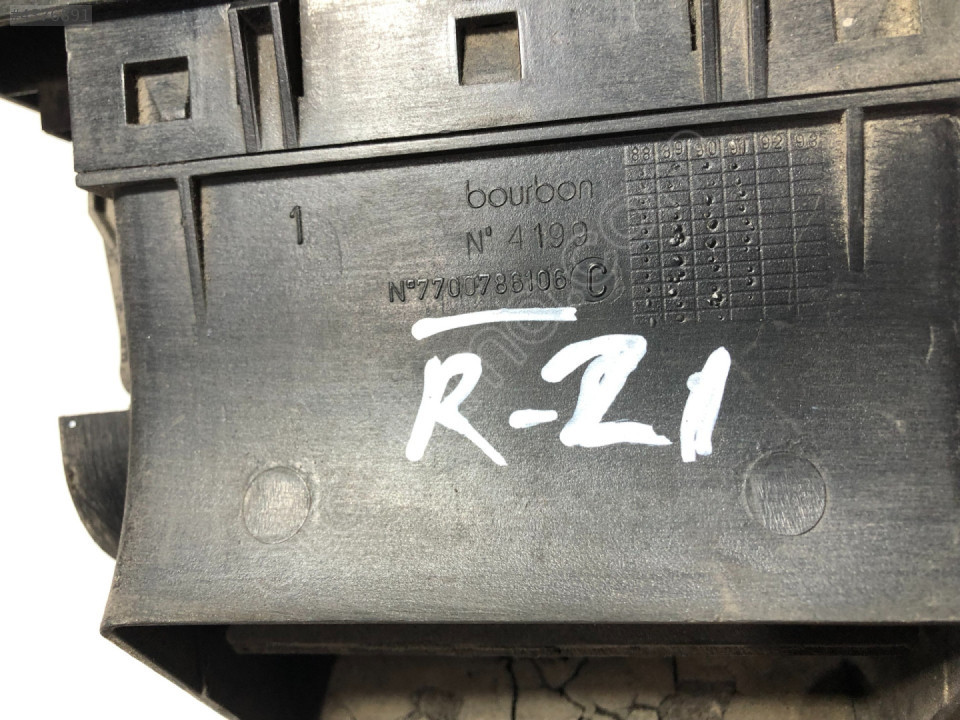 88 89 90 91 92 93
bourbon
1
N° 4199
N°7700786106 C
R-21